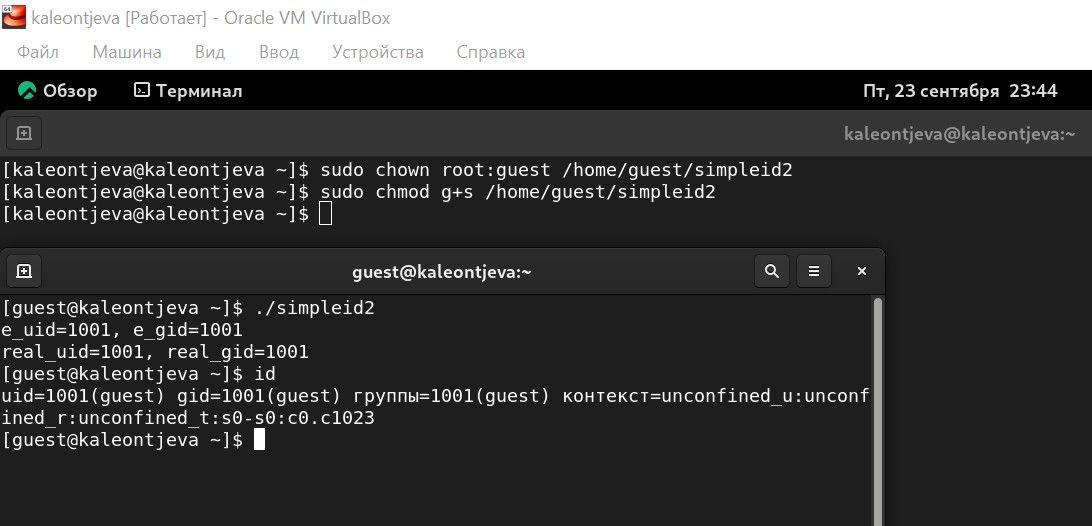 kaleontjeva [Работает] - Oracle VM VirtualBox
Файл Машина Вид Ввод Устройства Справка
Обзор Терминал Пт, 23 сентября 23:44
kaleontjeva@kaleontjeva:~
[kaleontjeva@kaleontjeva ~]$ sudo chown root:guest /home/guest/simpleid2
[kaleontjeva@kaleontjeva ~]$ sudo chmod g+s /home/guest/simpleid2
[kaleontjeva@kaleontjeva ~]$
guest@kaleontjeva:~
[guest@kaleontjeva ~]$ ./simpleid2
e_uid=1001, e_gid=1001
real_uid=1001, real_gid=1001
[guest@kaleontjeva ~]$ id
uid=1001(guest) gid=1001(guest) группы=1001(guest) контекст=unconfined_u:unconf
ined_r:unconfined_t:s0-s0:c0.c1023
[guest@kaleontjeva ~]$